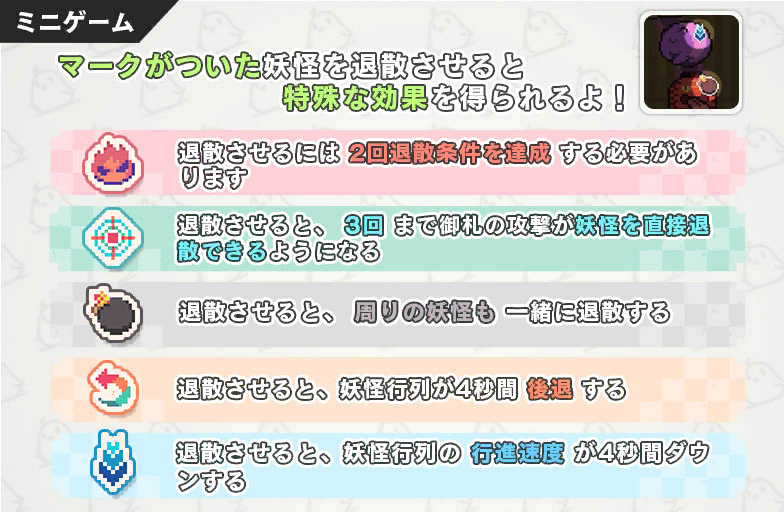 ミニゲーム
マークがついた妖怪を退散させると
特殊な効果を得られるよ！
退散させるには 2回退散条件を達成 する必要があ
ります
退散させると、 3回 まで御札の攻撃が妖怪を直接退
散できるようになる
退散させると、 周りの妖怪も 一緒に退散する
退散させると、妖怪行列が4秒間 後退 する
退散させると、妖怪行列の 行進速度 が4秒間ダウ
ンする